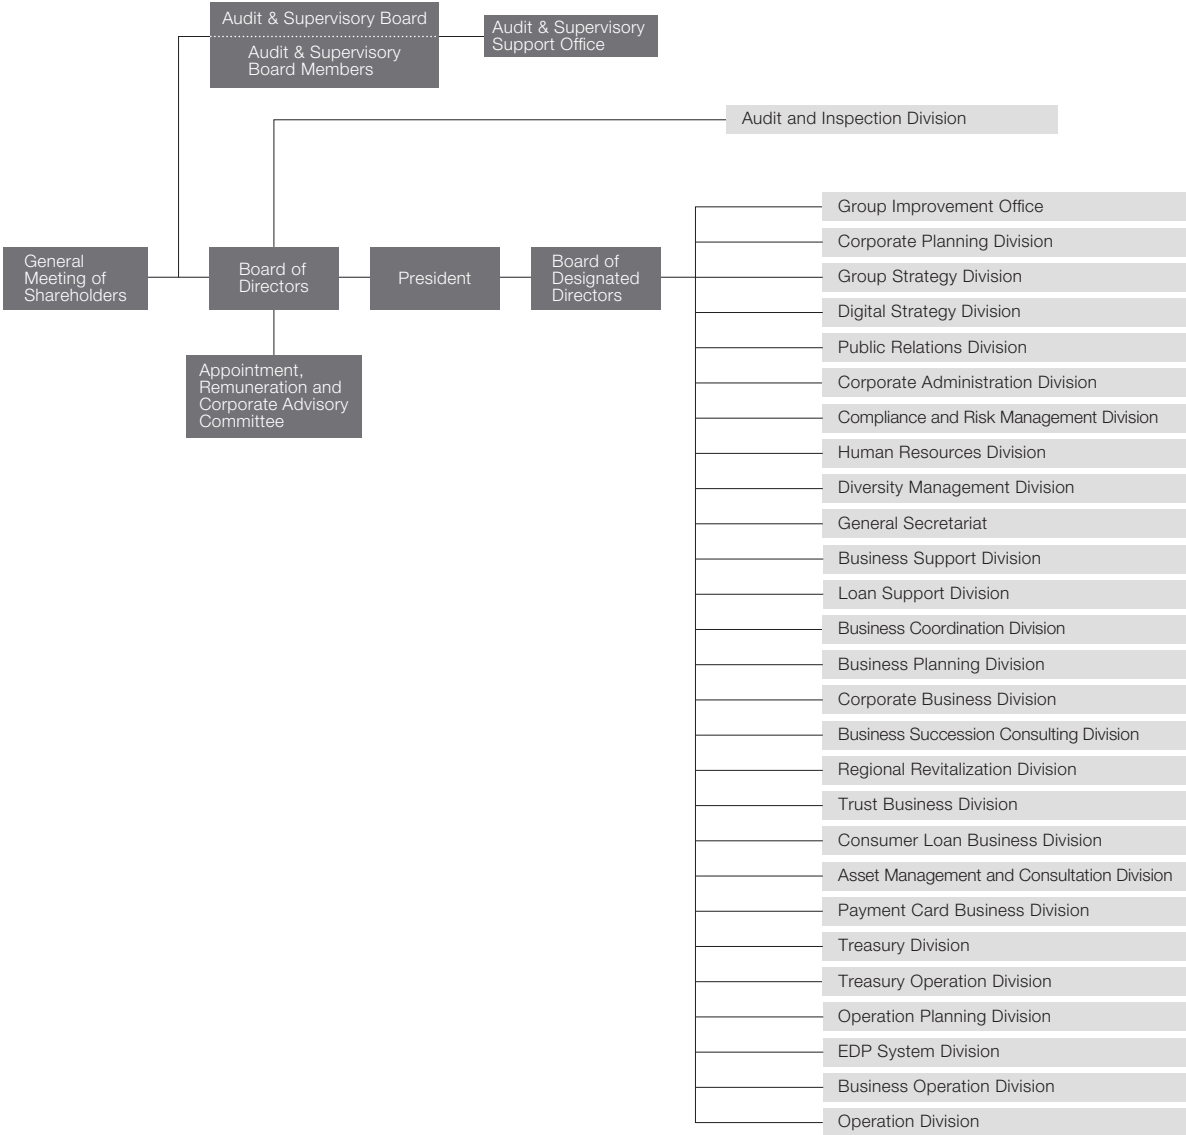 Audit & Supervisory Board
Audit & Supervisory
Board Members
Audit & Supervisory
Support Office
Audit and Inspection Division
General
Meeting of
Shareholders
Board of
Directors
President
Board of
Designated
Directors
Appointment,
Remuneration and
Corporate Advisory
Committee
Group Improvement Office
Corporate Planning Division
Group Strategy Division
Digital Strategy Division
Public Relations Division
Corporate Administration Division
Compliance and Risk Management Division
Human Resources Division
Diversity Management Division
General Secretariat
Business Support Division
Loan Support Division
Business Coordination Division
Business Planning Division
Corporate Business Division
Business Succession Consulting Division
Regional Revitalization Division
Trust Business Division
Consumer Loan Business Division
Asset Management and Consultation Division
Payment Card Business Division
Treasury Division
Treasury Operation Division
Operation Planning Division
EDP System Division
Business Operation Division
Operation Division